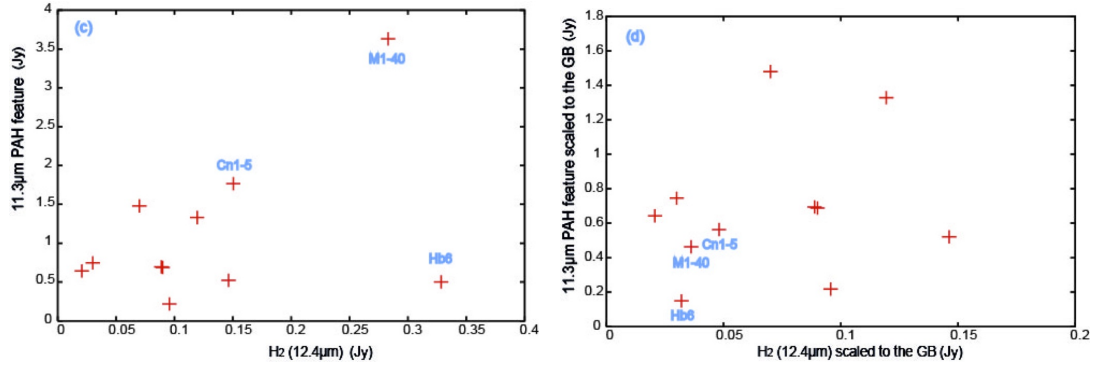 (c)
M1-40
Cn1-5
Hb6
4
3.5
3
2.5
2
1.5
1
0.5
0
0 0.05 0.1 0.15 0.2 0.25 0.3 0.35 0.4
11.3μm PAH feature (Jy)
H2 (12.4μm) (Jy)
(d)
Cn1-5
M1-40
Hb6
1.8
1.6
1.4
1.2
1
0.8
0.6
0.4
0.2
0
0 0.05 0.1 0.15 0.2
11.3μm PAH feature scaled to the GB (Jy)
H2 (12.4μm) scaled to the GB (Jy)